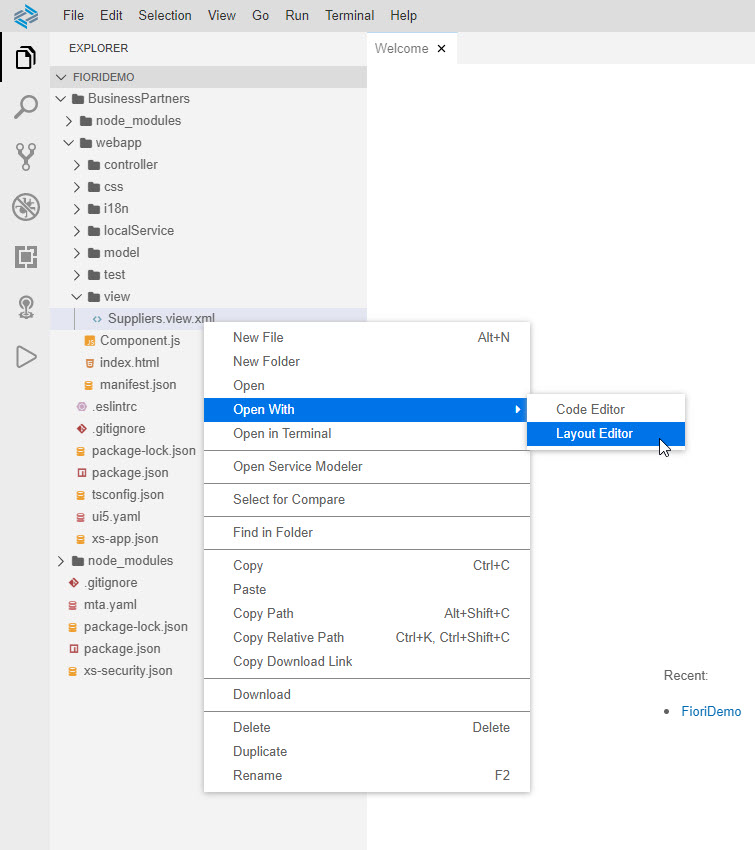 File Edit Selection View Go Run Terminal Help
EXPLORER
Welcome
FIORIDEMO
BusinessPartners
node_modules
webapp
controller
css
i18n
localService
model
test
view
Suppliers.view.xml
Component.js
index.html
manifest.json
.eslintrc
.gitignore
package-lock.json
package.json
tsconfig.json
ui5.yaml
xs-app.json
node_modules
.gitignore
mta.yaml
package-lock.json
package.json
xs-security.json
New File Alt+N
New Folder
Open
Open With
Open in Terminal
Open Service Modeler
Select for Compare
Find in Folder
Copy Ctrl+C
Paste
Copy Path Alt+Shift+C
Copy Relative Path Ctrl+K, Ctrl+Shift+C
Copy Download Link
Download
Delete Delete
Duplicate
Rename F2
Code Editor
Layout Editor
Recent:
FioriDemo